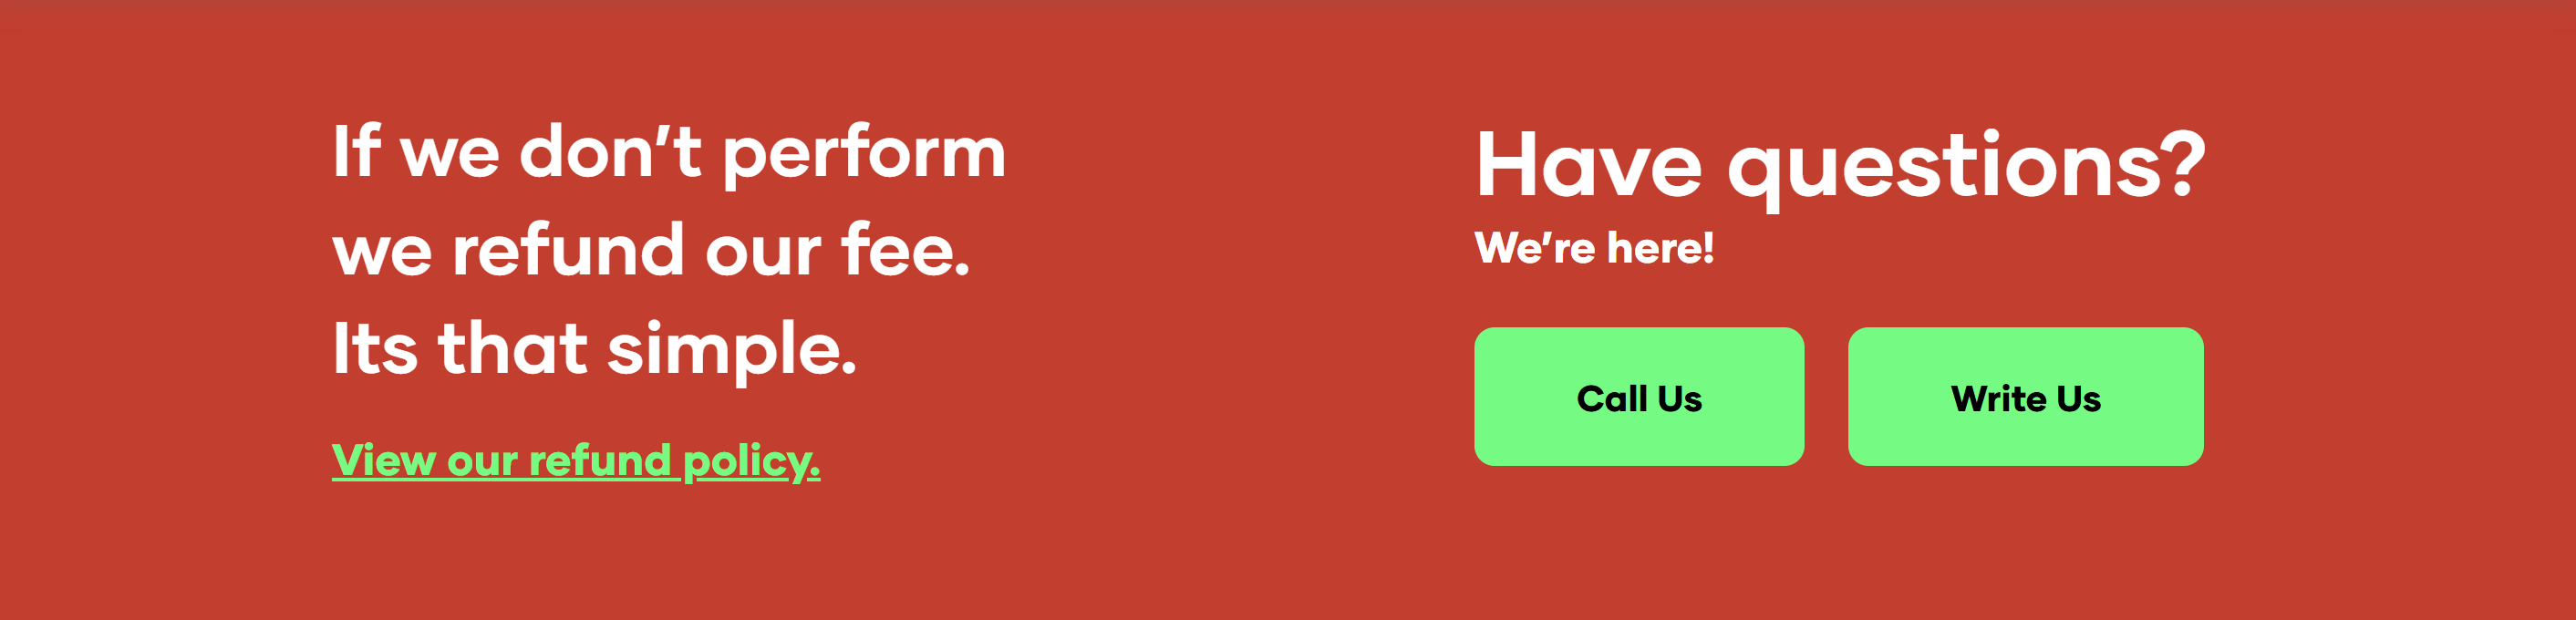 If we don’t perform
we refund our fee.
Its that simple.
View our refund policy.
Have questions?
We’re here!
Call Us
Write Us